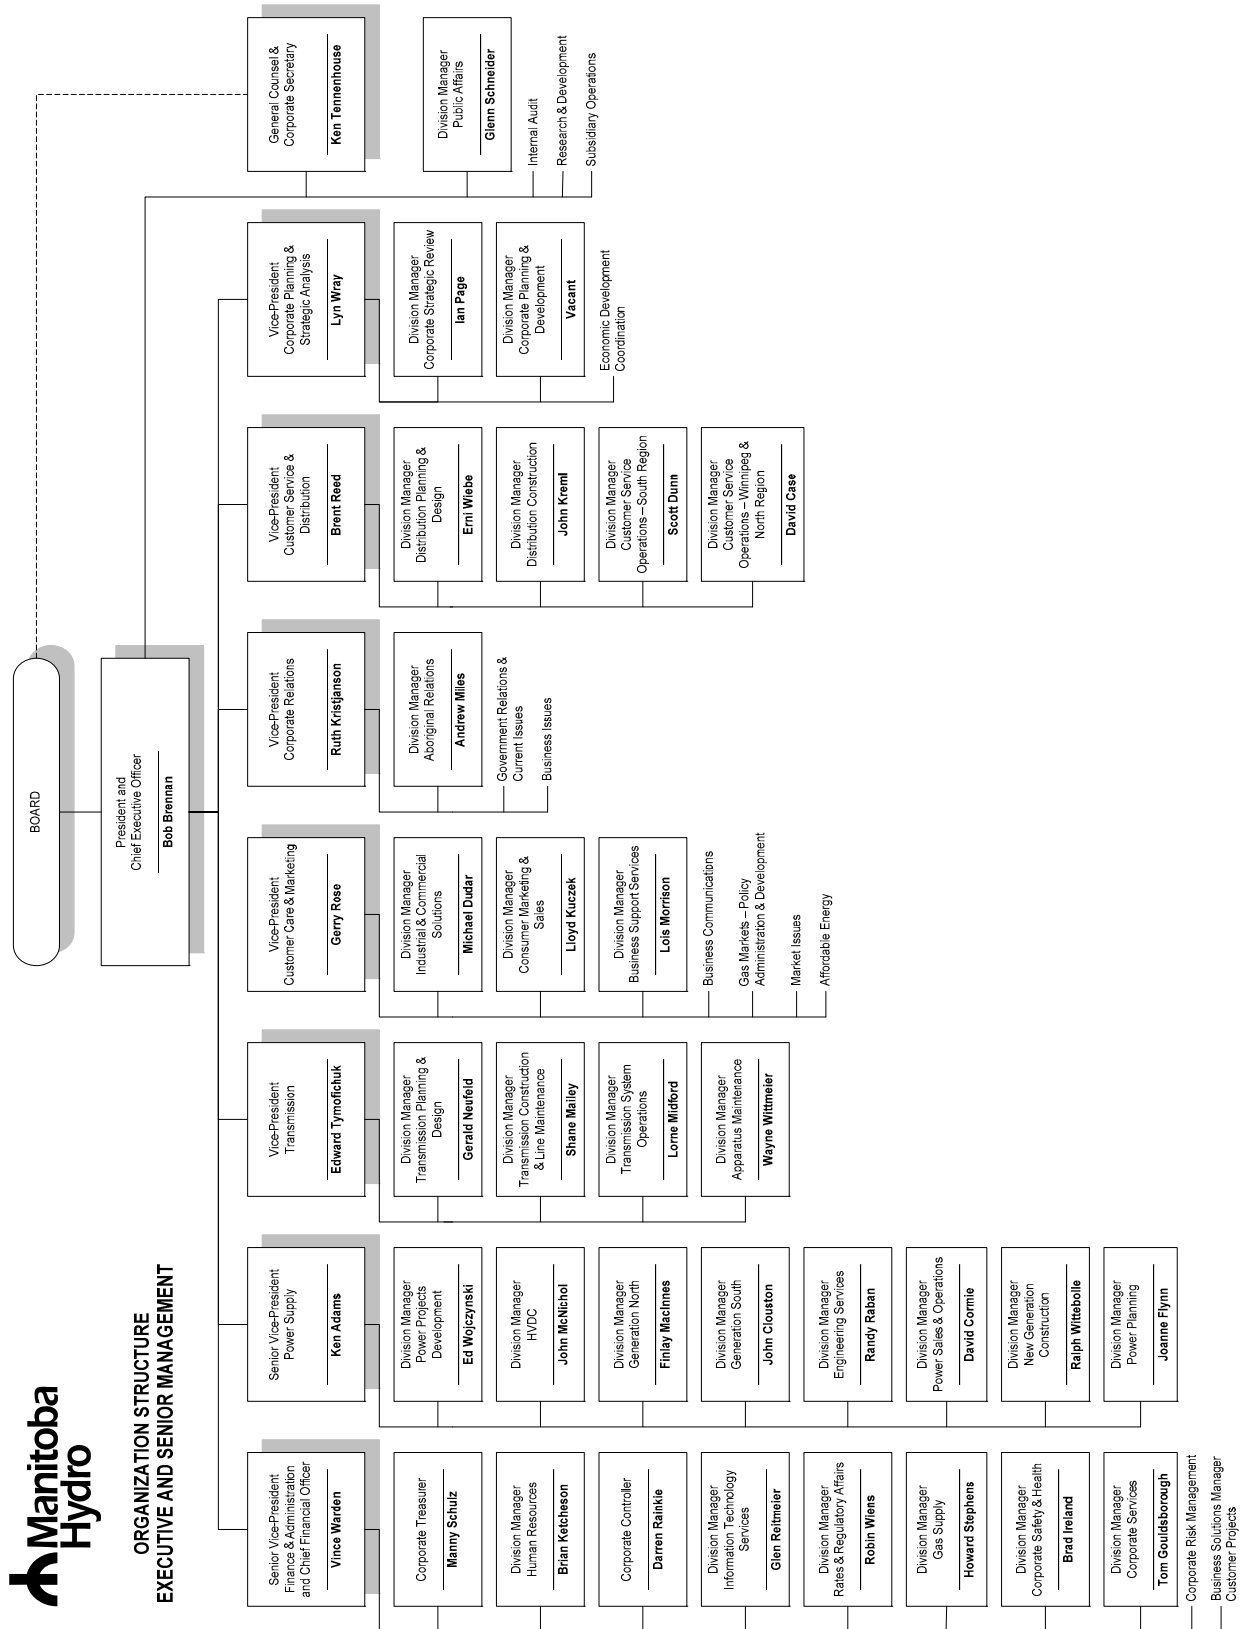 Manitoba
Hydro
ORGANIZATION STRUCTURE
EXECUTIVE AND SENIOR MANAGEMENT
BOARD
President and
Chief Executive Officer
Bob Brennan
Senior Vice-President
Finance & Administration
and Chief Financial Officer
Vince Warden
Corporate Treasurer
Manny Schulz
Division Manager
Human Resources
Brian Ketcheson
Corporate Controller
Darren Rainkie
Division Manager
Information Technology
Services
Glen Reitmeier
Division Manager
Rates & Regulatory Affairs
Robin Wiens
Division Manager
Gas Supply
Howard Stephens
Division Manager
Corporate Safety & Health
Brad Ireland
Division Manager
Corporate Services
Tom Gouldsborough
Corporate Risk Management
Business Solutions Manager
Customer Projects
Senior Vice-President
Power Supply
Ken Adams
Division Manager
Power Projects
Development
Ed Wojczynski
Division Manager
HVDC
John McNichol
Division Manager
Generation North
Finlay MacInnes
Division Manager
Generation South
John Clouston
Division Manager
Engineering Services
Randy Raban
Division Manager
Power Sales & Operations
David Cormie
Division Manager
New Generation
Construction
Ralph Wittebolle
Division Manager
Power Planning
Joanne Flynn
Vice-President
Transmission
Edward Tymofichuk
Division Manager
Transmission Planning &
Design
Gerald Neufeld
Division Manager
Transmission Construction
& Line Maintenance
Shane Mailey
Division Manager
Transmission System
Operations
Lorne Midford
Division Manager
Apparatus Maintenance
Wayne Wittmeier
Vice-President
Customer Care & Marketing
Gerry Rose
Division Manager
Industrial & Commercial
Solutions
Michael Dudar
Division Manager
Consumer Marketing &
Sales
Lloyd Kuczek
Division Manager
Business Support Services
Lois Morrison
Business Communications
Gas Markets – Policy
Administration & Development
Market Issues
Affordable Energy
Vice-President
Corporate Relations
Ruth Kristjanson
Division Manager
Aboriginal Relations
Andrew Miles
Government Relations &
Current Issues
Business Issues
Vice-President
Customer Service &
Distribution
Brent Reed
Division Manager
Distribution Planning &
Design
Erni Wiebe
Division Manager
Distribution Construction
John Kreml
Division Manager
Customer Service
Operations – South Region
Scott Dunn
Division Manager
Customer Service
Operations – Winnipeg &
North Region
David Case
Vice-President
Corporate Planning &
Strategic Analysis
Lyn Wray
Division Manager
Corporate Strategic Review
Ian Page
Division Manager
Corporate Planning &
Development
Vacant
Economic Development
Coordination
General Counsel &
Corporate Secretary
Ken Tennenhouse
Division Manager
Public Affairs
Glenn Schneider
Internal Audit
Research & Development
Subsidiary Operations